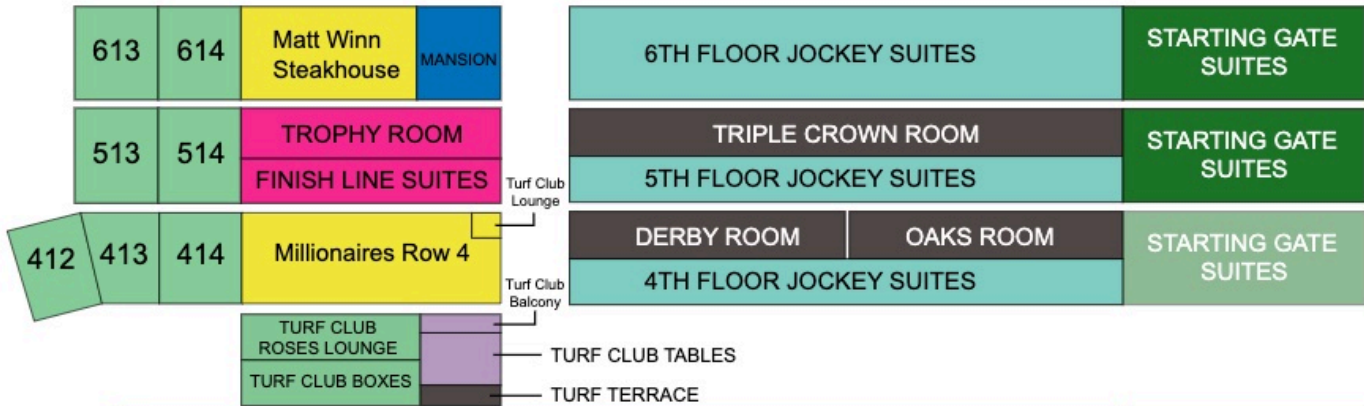 613
614
Matt Winn
Steakhouse
MANSION
6TH FLOOR JOCKEY SUITES
STARTING GATE
SUITES
513
514
TROPHY ROOM
FINISH LINE SUITES
TRIPLE CROWN ROOM
5TH FLOOR JOCKEY SUITES
STARTING GATE
SUITES
Turf Club
Lounge
412
413
414
Millionaires Row 4
DERBY ROOM
OAKS ROOM
4TH FLOOR JOCKEY SUITES
STARTING GATE
SUITES
Turf Club
Balcony
TURF CLUB
ROSES LOUNGE
TURF CLUB BOXES
TURF CLUB TABLES
TURF TERRACE